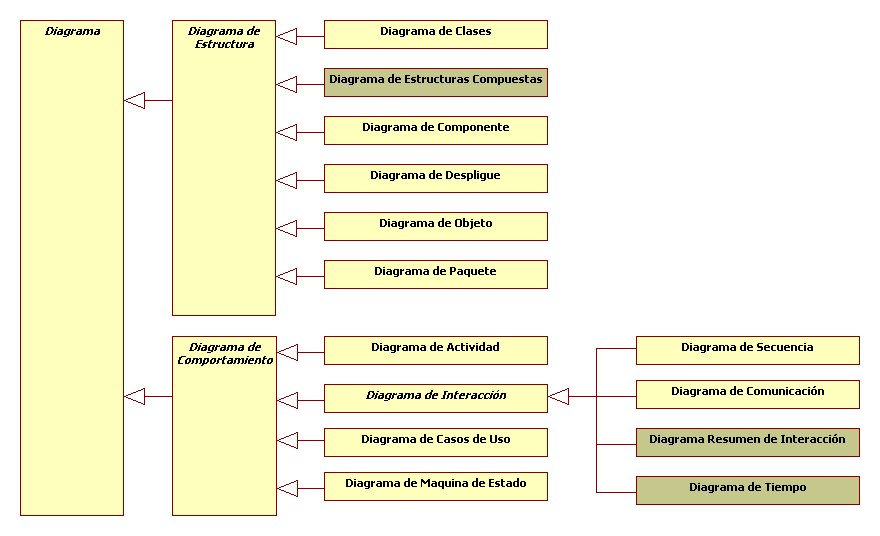 Diagrama
Diagrama de
Estructura
Diagrama de Clases
Diagrama de Estructuras Compuestas
Diagrama de Componente
Diagrama de Despligue
Diagrama de Objeto
Diagrama de Paquete
Diagrama de
Comportamiento
Diagrama de Actividad
Diagrama de Interacción
Diagrama de Casos de Uso
Diagrama de Maquina de Estado
Diagrama de Secuencia
Diagrama de Comunicación
Diagrama Resumen de Interacción
Diagrama de Tiempo